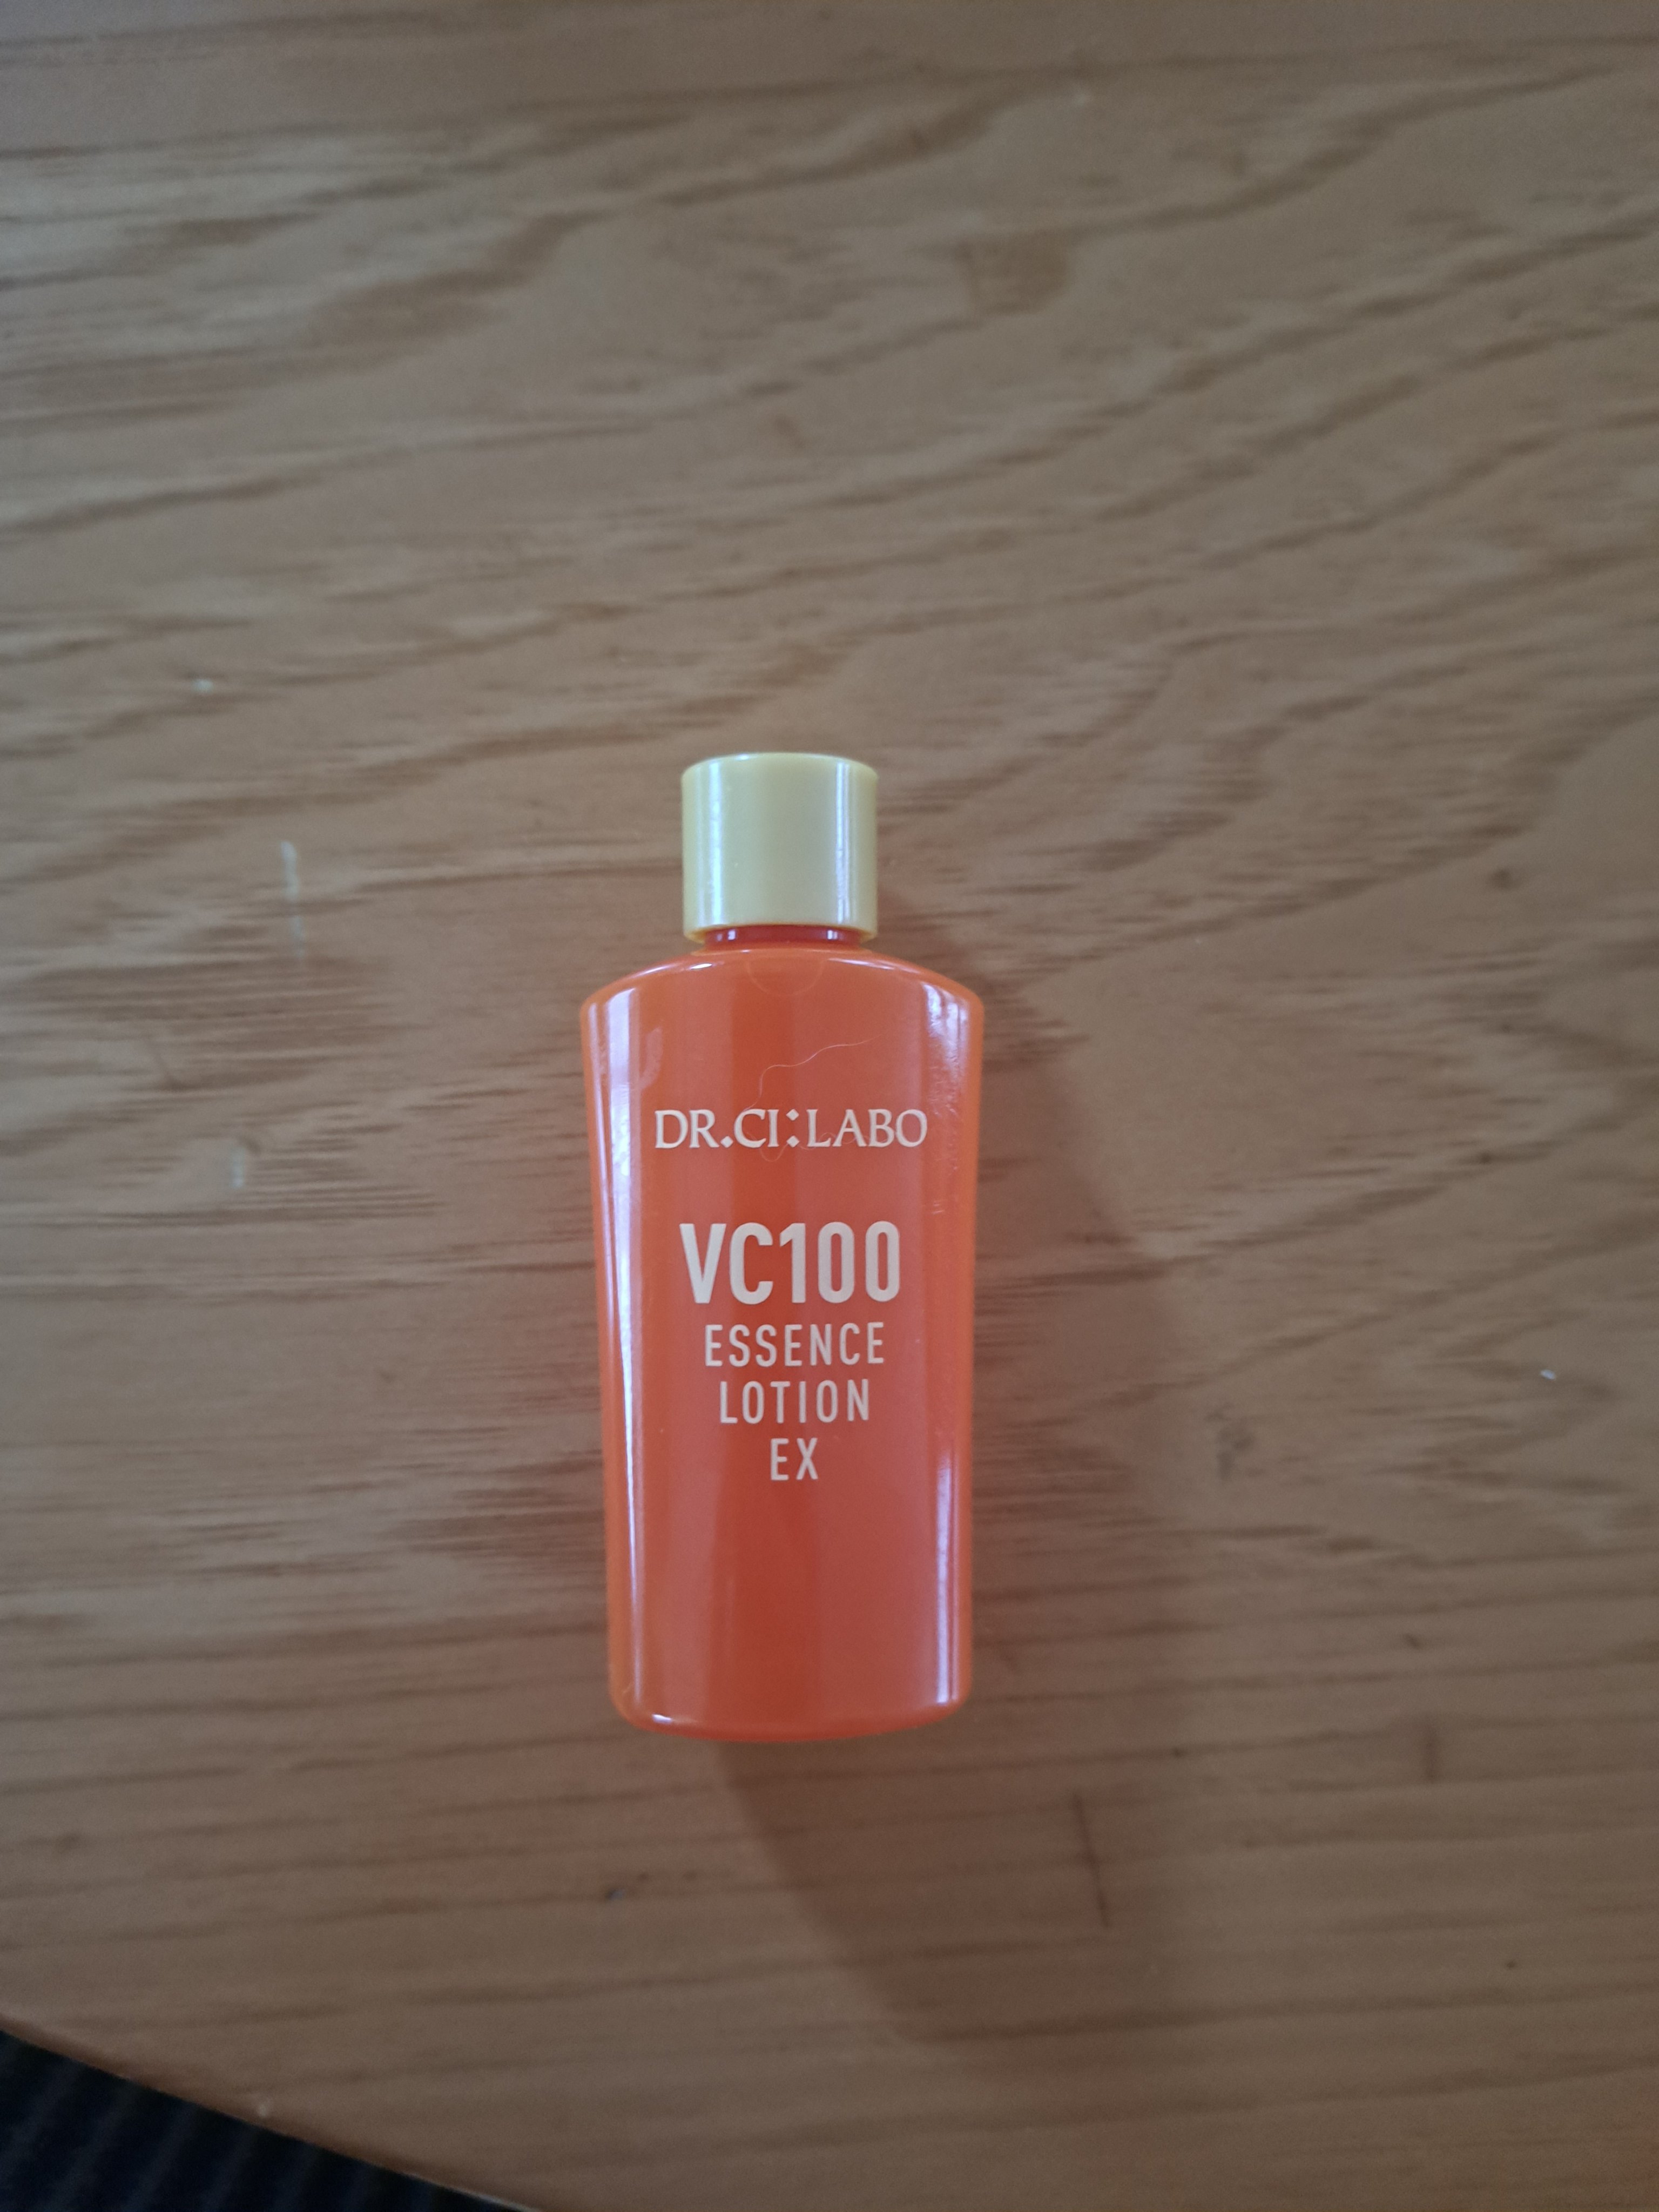 DR.CI:LABO
VC100
ESSENCE
LOTION
EX